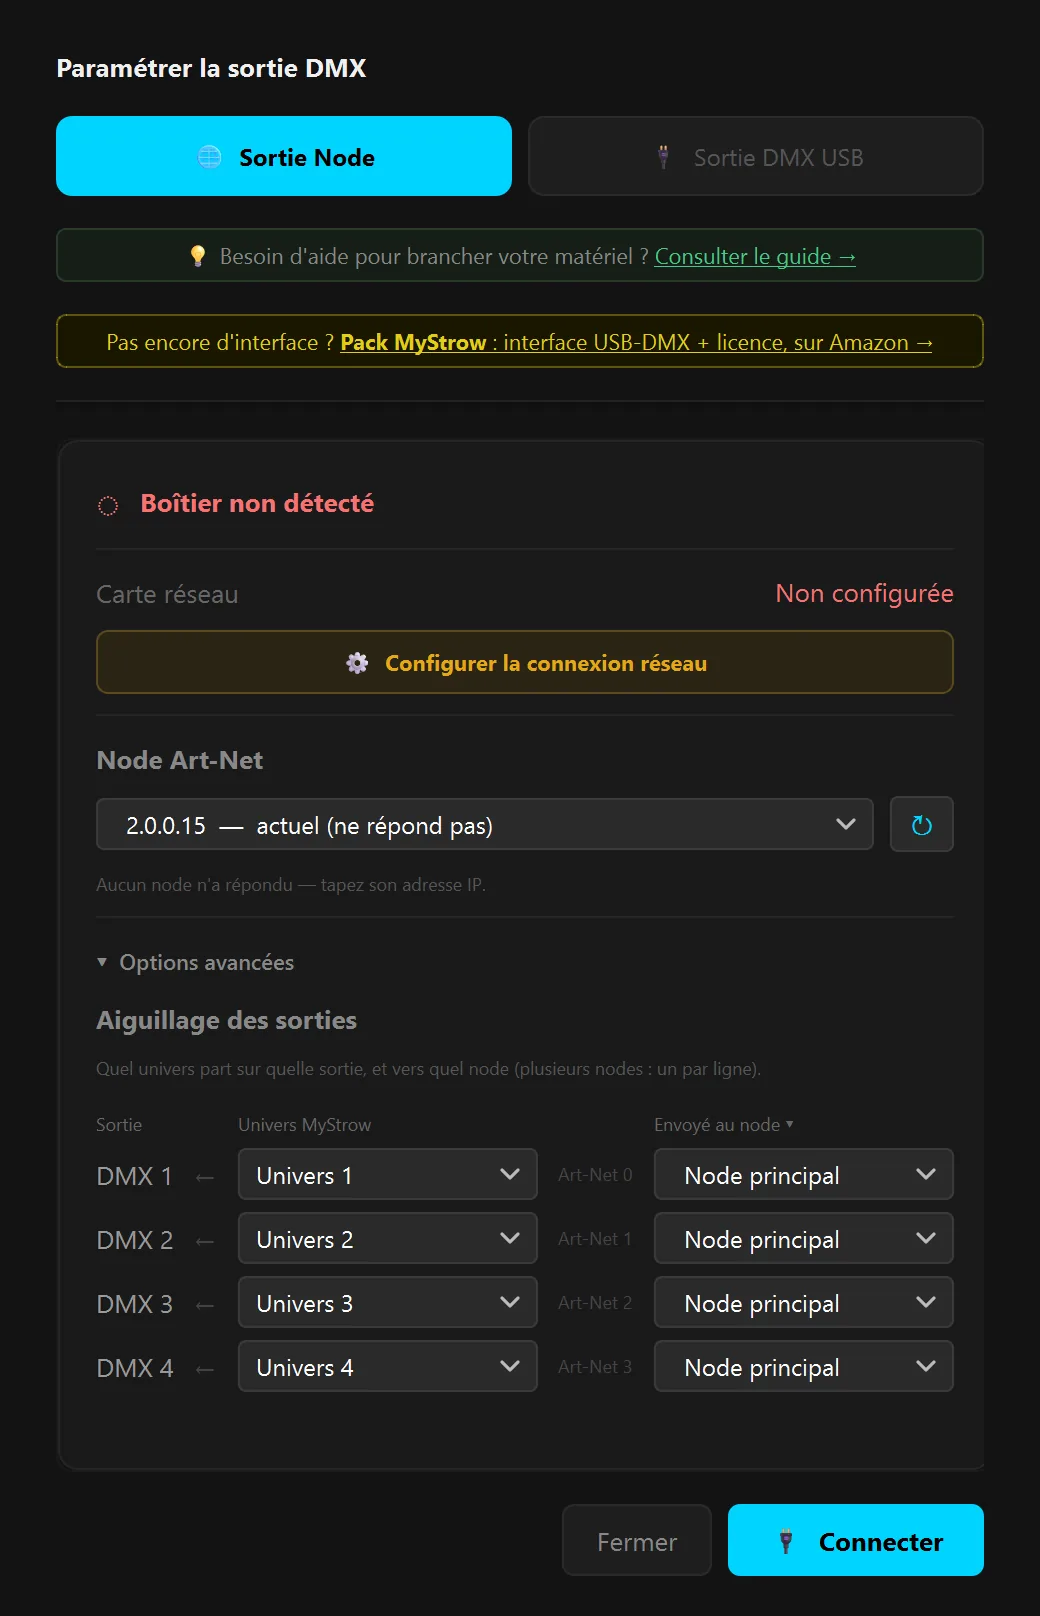 Paramétrer la sortie DMX
Sortie Node
Sortie DMX USB
Besoin d'aide pour brancher votre matériel ? Consulter le guide →
Pas encore d'interface ? Pack MyStrow : interface USB-DMX + licence, sur Amazon →
Boîtier non détecté
Carte réseau Non configurée
Configurer la connexion réseau
Node Art-Net
2.0.0.15 — actuel (ne répond pas)
Aucun node n'a répondu — tapez son adresse IP.
▼ Options avancées
Aiguillage des sorties
Quel univers part sur quelle sortie, et vers quel node (plusieurs nodes : un par ligne).
Sortie Univers MyStrow Envoyé au node ▾
DMX 1 ← Univers 1 Art-Net 0 Node principal
DMX 2 ← Univers 2 Art-Net 1 Node principal
DMX 3 ← Univers 3 Art-Net 2 Node principal
DMX 4 ← Univers 4 Art-Net 3 Node principal
Fermer
Connecter